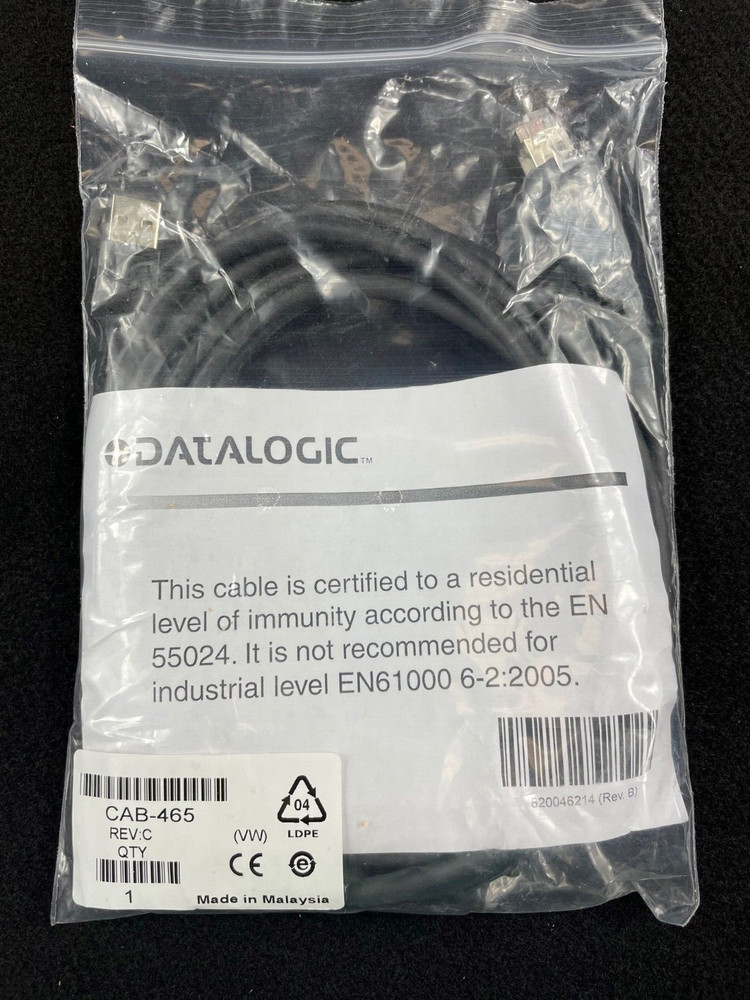 DATALOGIC™
This cable is certified to a residential
level of immunity according to the EN
55024. It is not recommended for
industrial level EN61000 6-2:2005.
820046214 (Rev. B)
CAB-465
REV:C
(VW)
QTY
1
04
LDPE
CE
e
Made in Malaysia